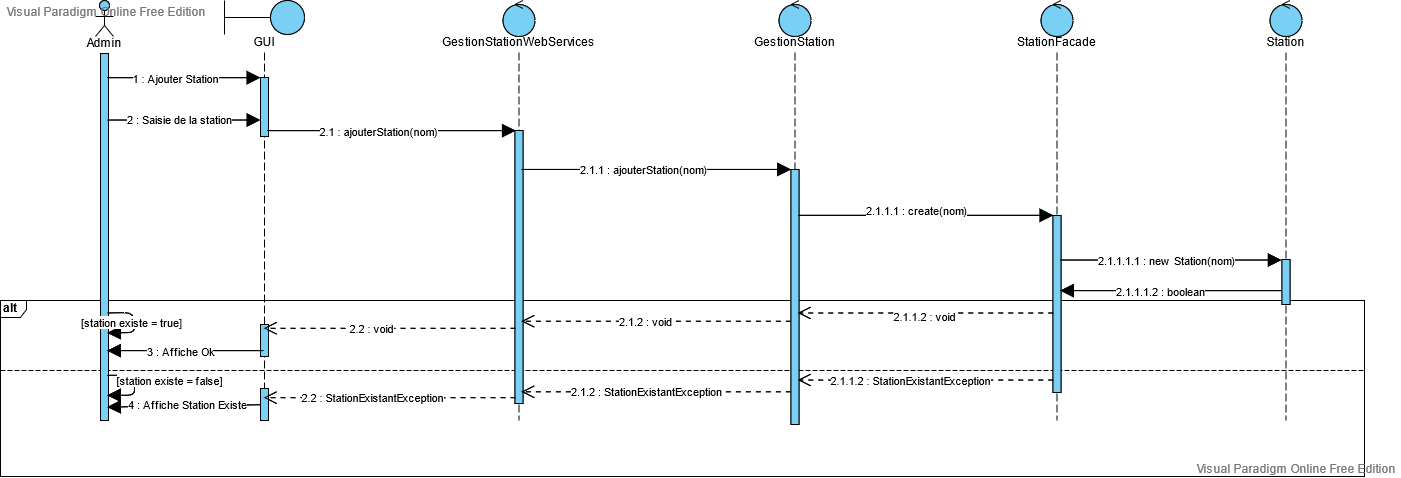 Visual Paradigm Online Free Edition
Admin
GUI
GestionStationWebServices
GestionStation
StationFacade
Station
1 : Ajouter Station
2 : Saisie de la station
2.1 : ajouterStation(nom)
2.1.1 : ajouterStation(nom)
2.1.1.1 : create(nom)
2.1.1.1.1 : new Station(nom)
2.1.1.1.2 : boolean
alt
[station existe = true]
2.1.1.2 : void
2.1.2 : void
2.2 : void
3 : Affiche Ok
[station existe = false]
2.1.1.2 : StationExistantException
2.1.2 : StationExistantException
2.2 : StationExistantException
4 : Affiche Station Existe
Visual Paradigm Online Free Edition